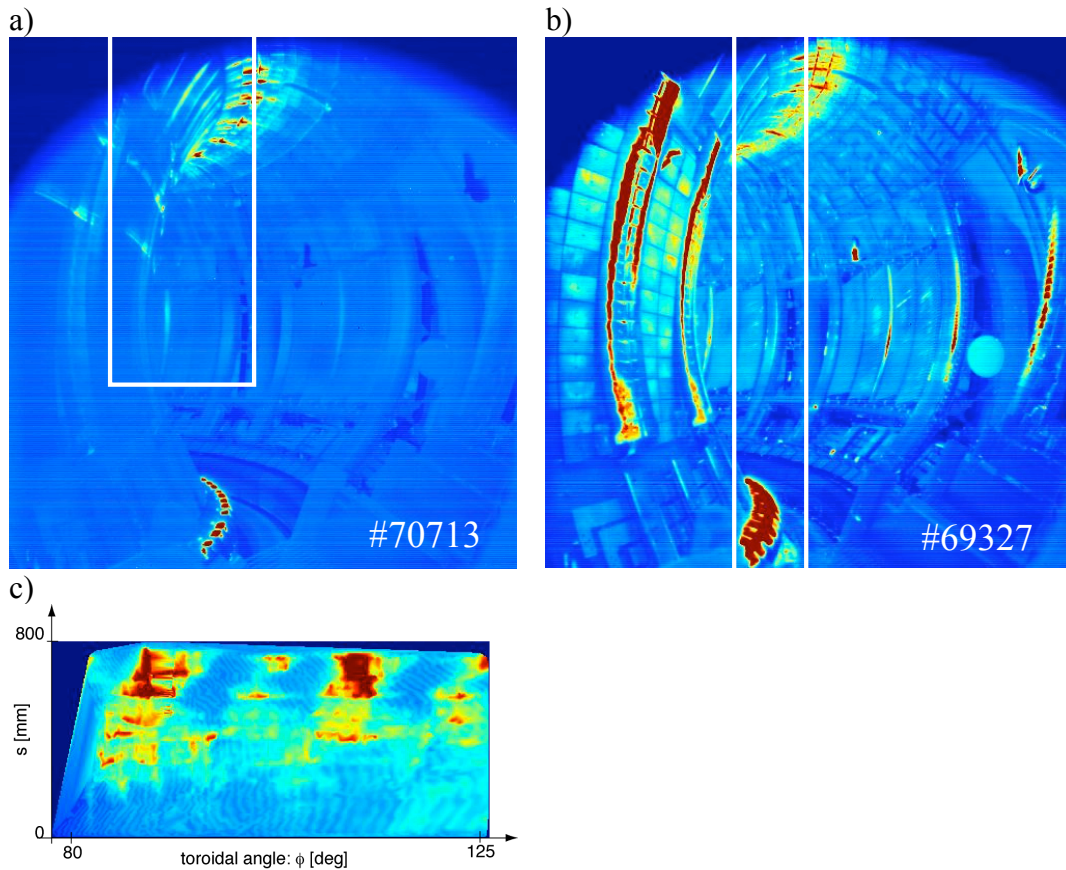 a)
b)
#70713
#69327
c)
800
s [mm]
0
80
125
toroidal angle: ϕ [deg]